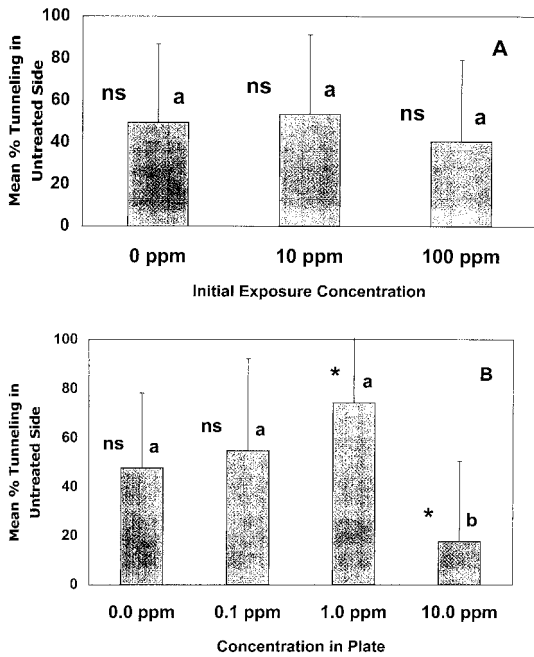 100
80
60
40
20
0
Mean % Tunneling in
Untreated Side
A
ns a ns a ns a
0 ppm 10 ppm 100 ppm
Initial Exposure Concentration
100
80
60
40
20
0
Mean % Tunneling in
Untreated Side
B
ns a ns a * a * b
0.0 ppm 0.1 ppm 1.0 ppm 10.0 ppm
Concentration in Plate